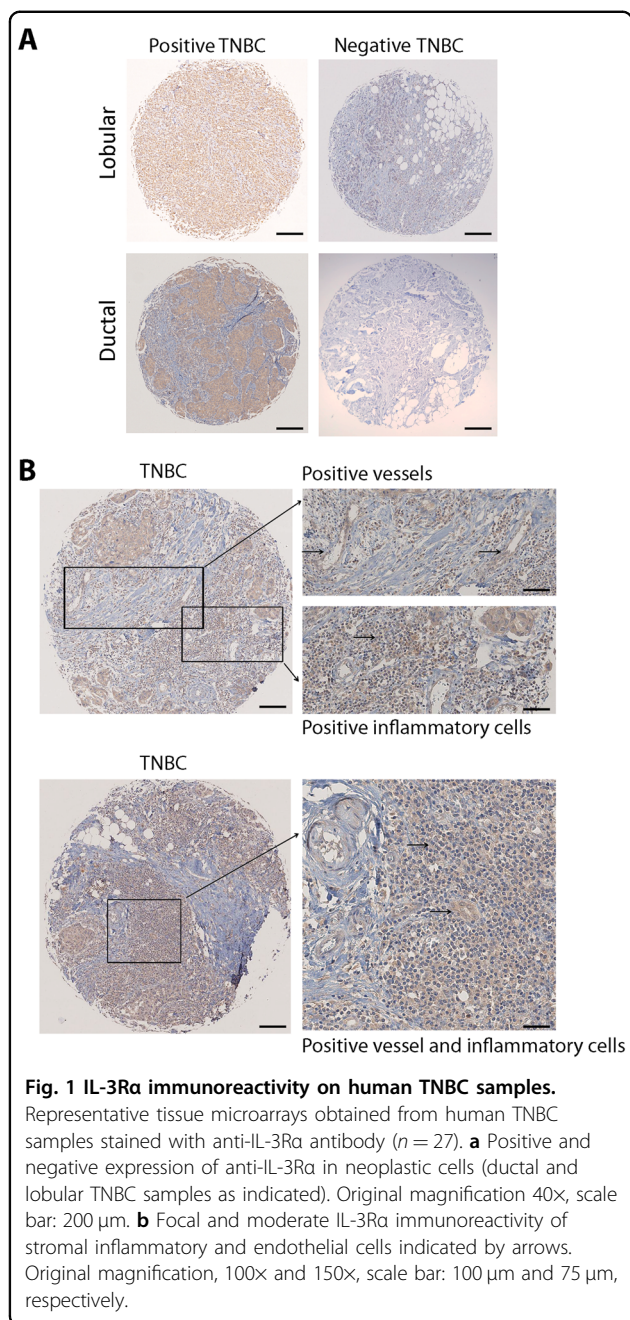 A
Positive TNBC
Negative TNBC
Lobular
Ductal
B
TNBC
Positive vessels
Positive inflammatory cells
TNBC
Positive vessel and inflammatory cells
Fig. 1 IL-3Rα immunoreactivity on human TNBC samples.
Representative tissue microarrays obtained from human TNBC
samples stained with anti-IL-3Rα antibody (n = 27). a Positive and
negative expression of anti-IL-3Rα in neoplastic cells (ductal and
lobular TNBC samples as indicated). Original magnification 40×, scale
bar: 200 µm. b Focal and moderate IL-3Rα immunoreactivity of
stromal inflammatory and endothelial cells indicated by arrows.
Original magnification, 100× and 150×, scale bar: 100 µm and 75 µm,
respectively.